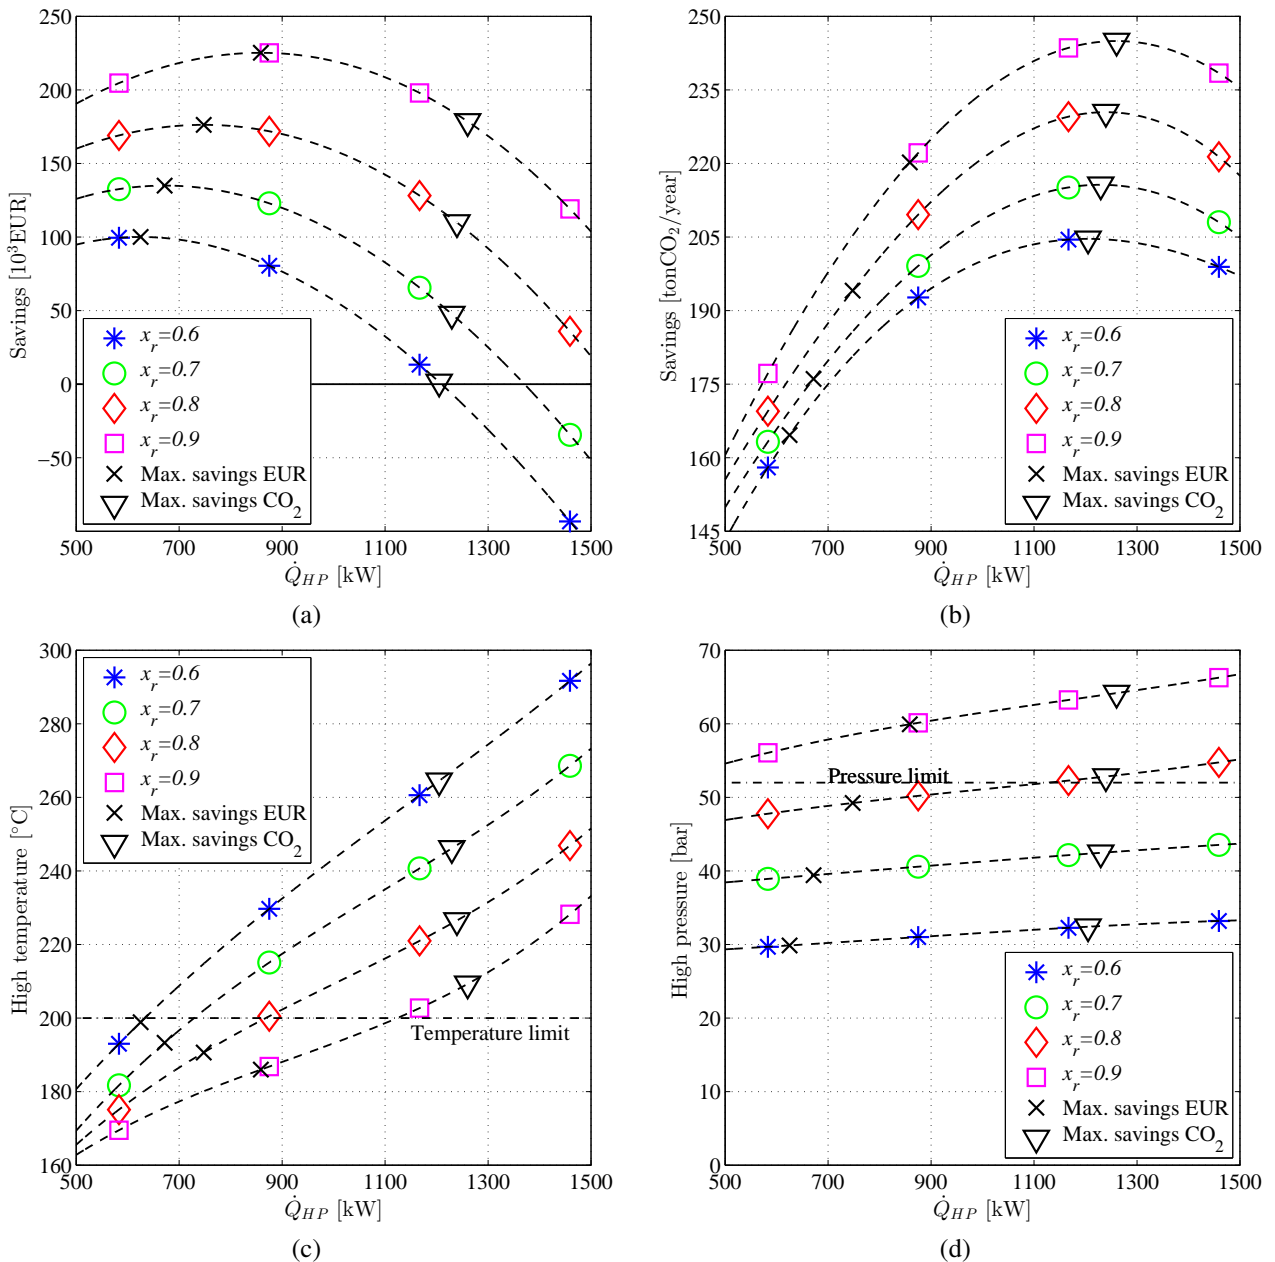 250
200
150
100
50
0
−50
500
700
900
1100
1300
1500
Savings [10³EUR]
Q̇_HP [kW]
x_r=0.6
x_r=0.7
x_r=0.8
x_r=0.9
Max. savings EUR
Max. savings CO₂
(a)
250
235
220
205
190
175
160
145
500
700
900
1100
1300
1500
Savings [tonCO₂/year]
Q̇_HP [kW]
x_r=0.6
x_r=0.7
x_r=0.8
x_r=0.9
Max. savings EUR
Max. savings CO₂
(b)
300
280
260
240
220
200
180
160
500
700
900
1100
1300
1500
High temperature [°C]
Q̇_HP [kW]
x_r=0.6
x_r=0.7
x_r=0.8
x_r=0.9
Max. savings EUR
Max. savings CO₂
Temperature limit
(c)
70
60
50
40
30
20
10
0
500
700
900
1100
1300
1500
High pressure [bar]
Q̇_HP [kW]
Pressure limit
x_r=0.6
x_r=0.7
x_r=0.8
x_r=0.9
Max. savings EUR
Max. savings CO₂
(d)